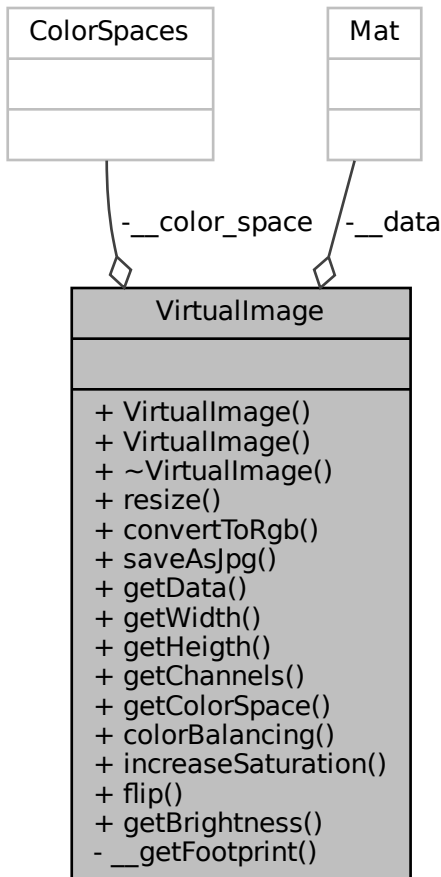 ColorSpaces
Mat
-__color_space
-__data
VirtualImage
+ VirtualImage()
+ VirtualImage()
+ ~VirtualImage()
+ resize()
+ convertToRgb()
+ saveAsJpg()
+ getData()
+ getWidth()
+ getHeigth()
+ getChannels()
+ getColorSpace()
+ colorBalancing()
+ increaseSaturation()
+ flip()
+ getBrightness()
- __getFootprint()